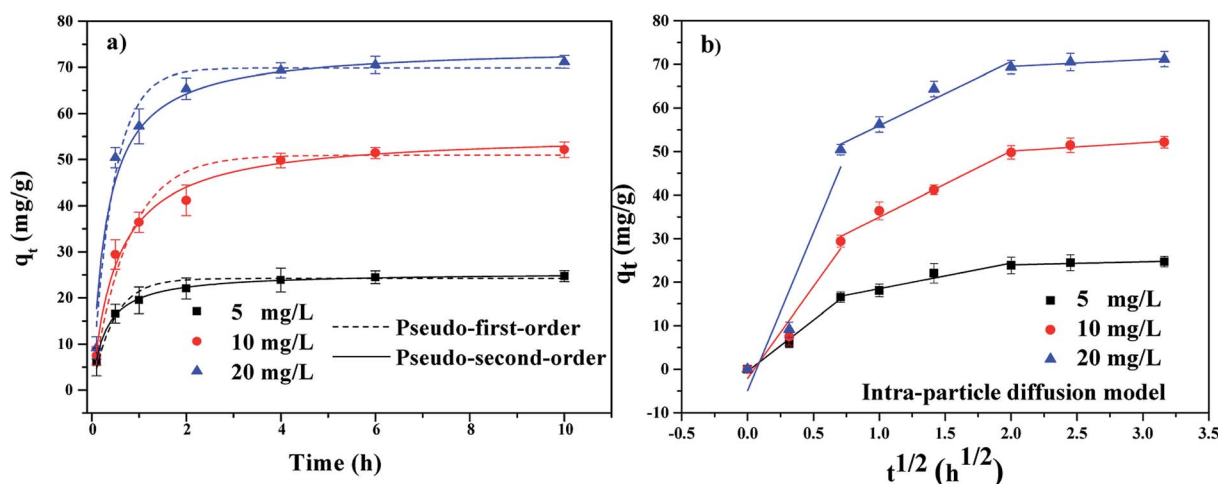 a)
80
70
60
50
40
30
20
10
0
q_t (mg/g)
5 mg/L
10 mg/L
20 mg/L
Pseudo-first-order
Pseudo-second-order
0 2 4 6 8 10
Time (h)
b)
80
70
60
50
40
30
20
10
0
-10
q_t (mg/g)
5 mg/L
10 mg/L
20 mg/L
Intra-particle diffusion model
-0.5 0.0 0.5 1.0 1.5 2.0 2.5 3.0 3.5
t^1/2 (h^1/2)